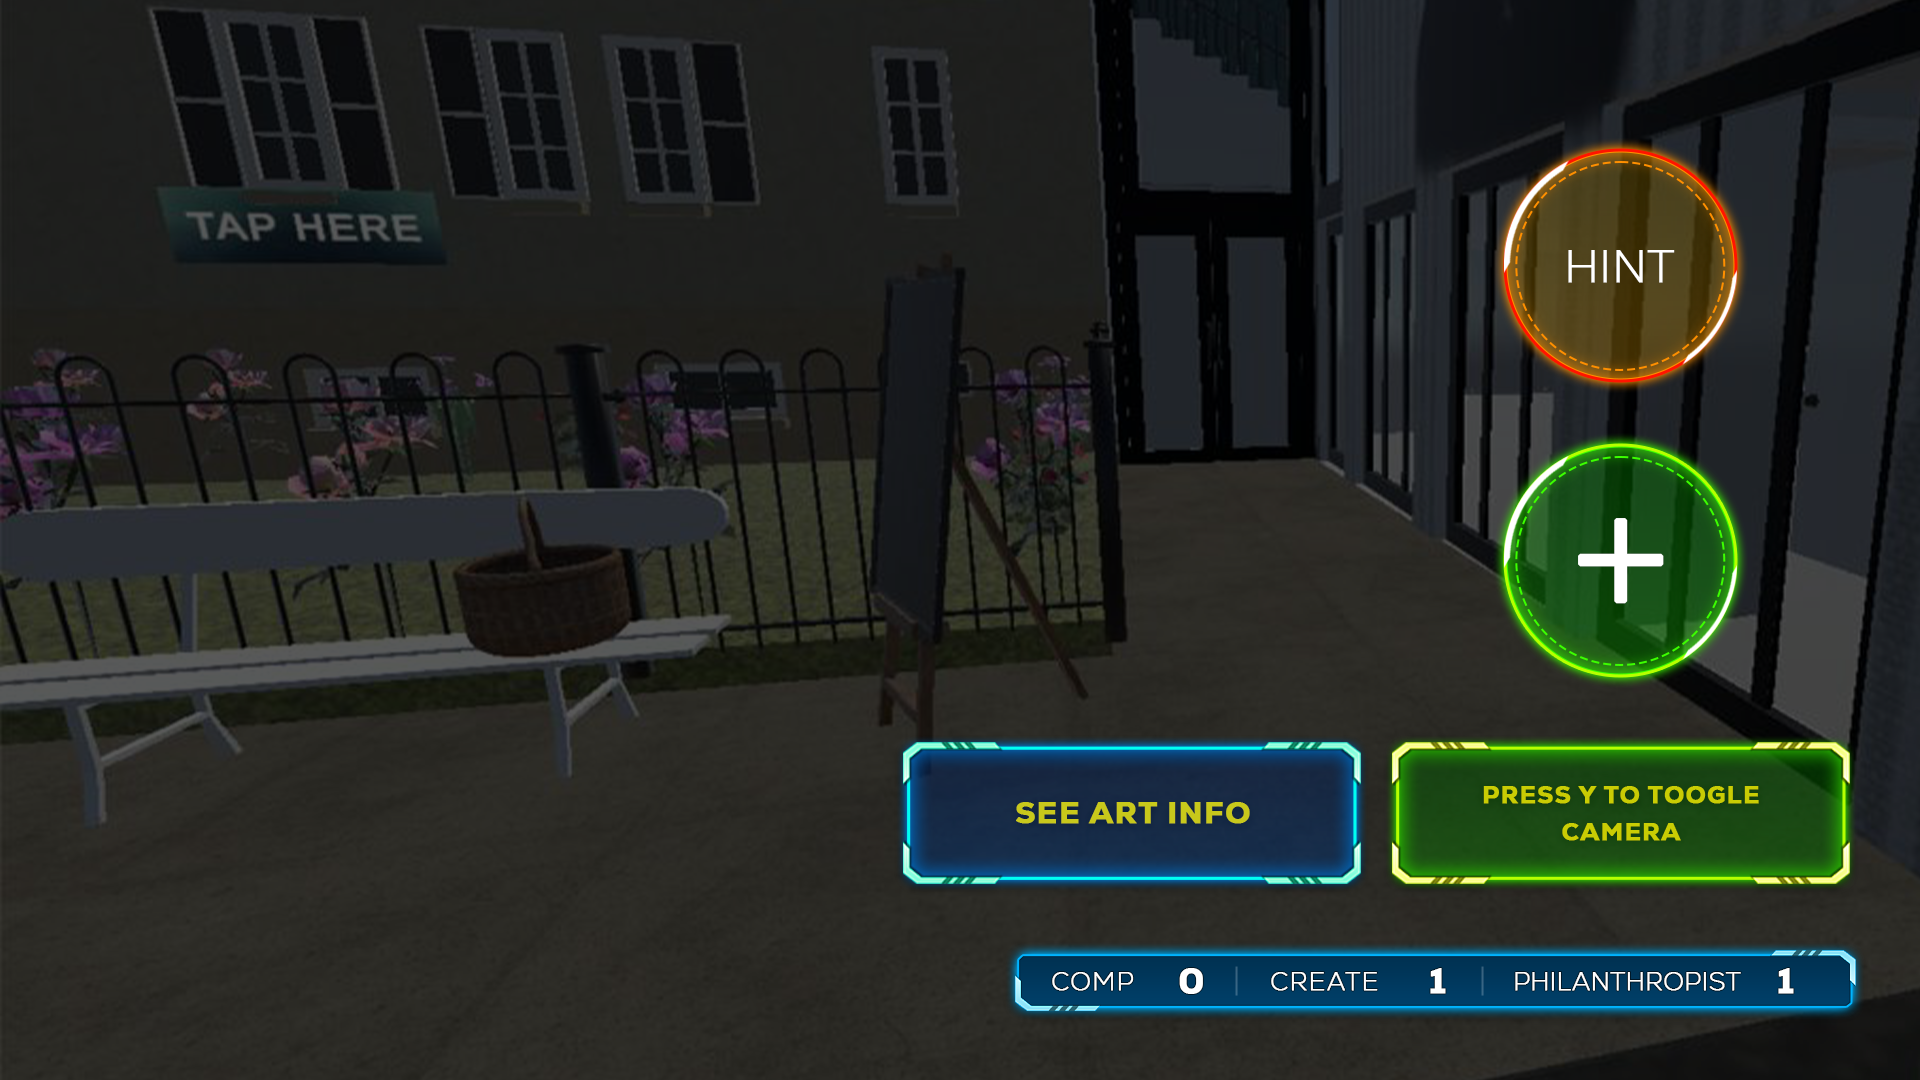 TAP HERE
HINT
SEE ART INFO
PRESS Y TO TOOGLE
CAMERA
COMP 0 CREATE 1 PHILANTHROPIST 1